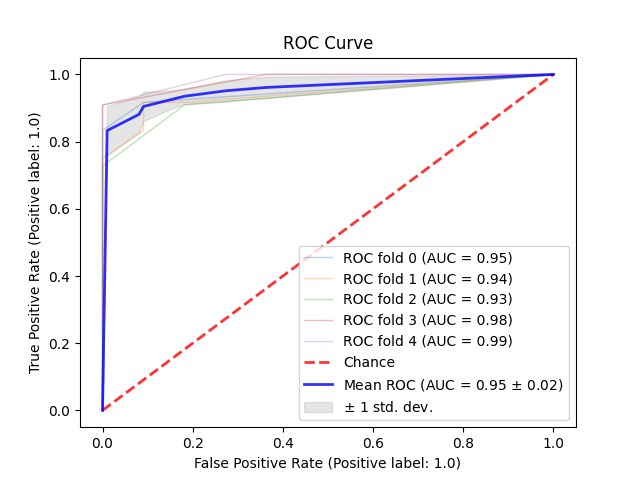 ROC Curve
True Positive Rate (Positive label: 1.0)
1.0
0.8
0.6
0.4
0.2
0.0
ROC fold 0 (AUC = 0.95)
ROC fold 1 (AUC = 0.94)
ROC fold 2 (AUC = 0.93)
ROC fold 3 (AUC = 0.98)
ROC fold 4 (AUC = 0.99)
Chance
Mean ROC (AUC = 0.95 ± 0.02)
± 1 std. dev.
0.0 0.2 0.4 0.6 0.8 1.0
False Positive Rate (Positive label: 1.0)